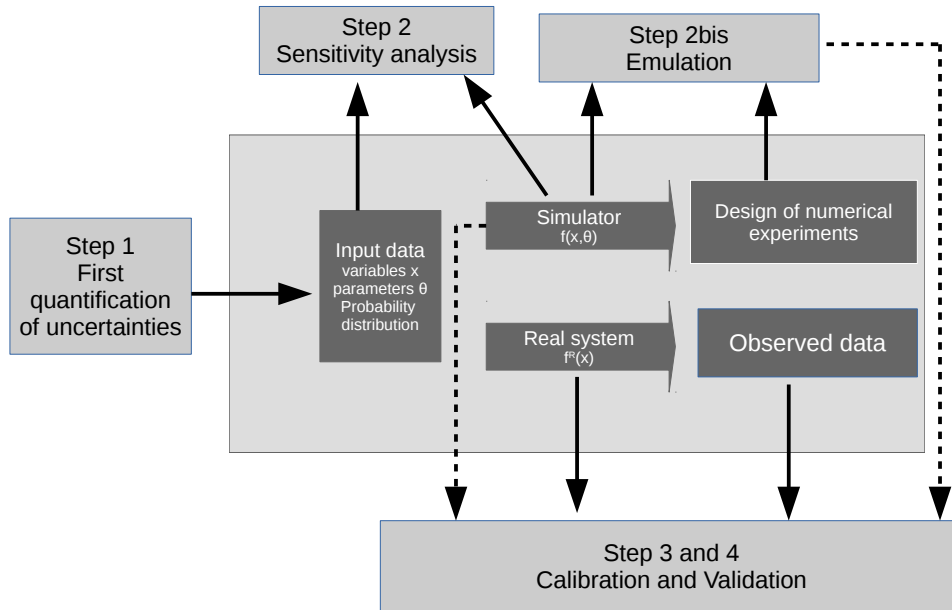 Step 2
Sensitivity analysis
Step 2bis
Emulation
Step 1
First
quantification
of uncertainties
Input data
variables x
parameters θ
Probability
distribution
Simulator
f(x,θ)
Design of numerical
experiments
Real system
fᴿ(x)
Observed data
Step 3 and 4
Calibration and Validation